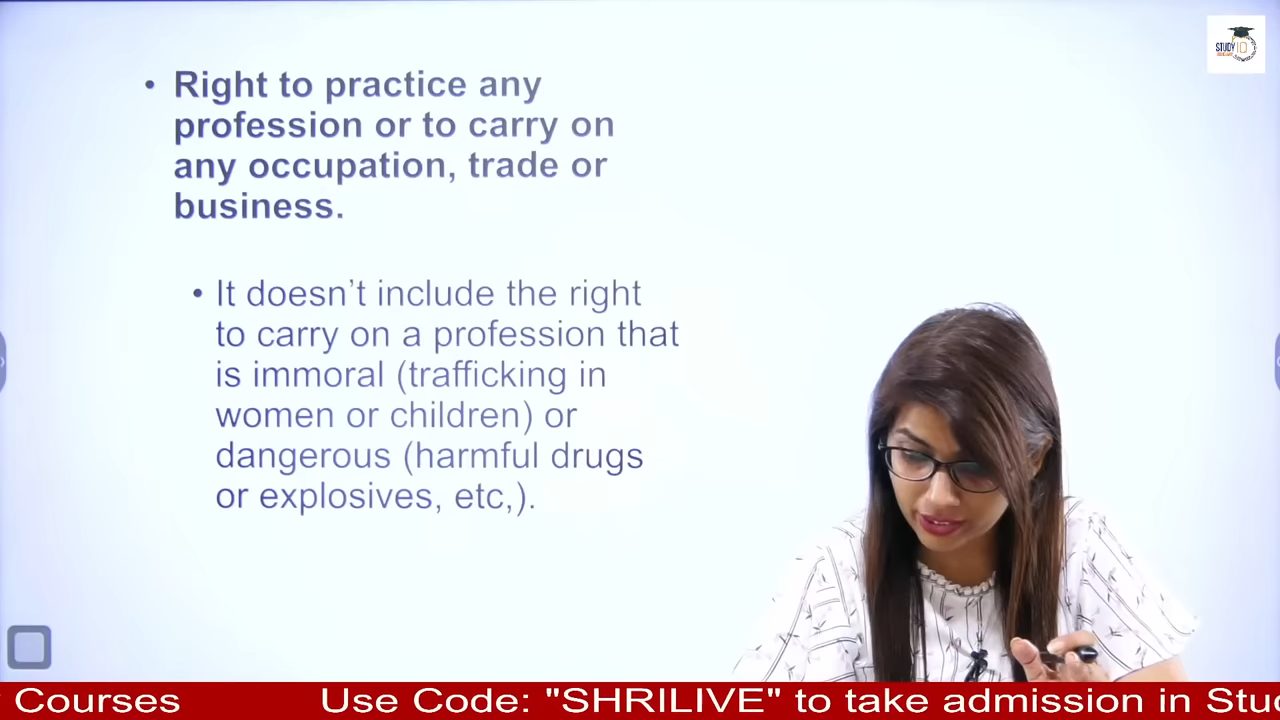 STUDY IQ
• Right to practice any
profession or to carry on
any occupation, trade or
business.
• It doesn’t include the right
to carry on a profession that
is immoral (trafficking in
women or children) or
dangerous (harmful drugs
or explosives, etc,).
Courses Use Code: "SHRILIVE" to take admission in